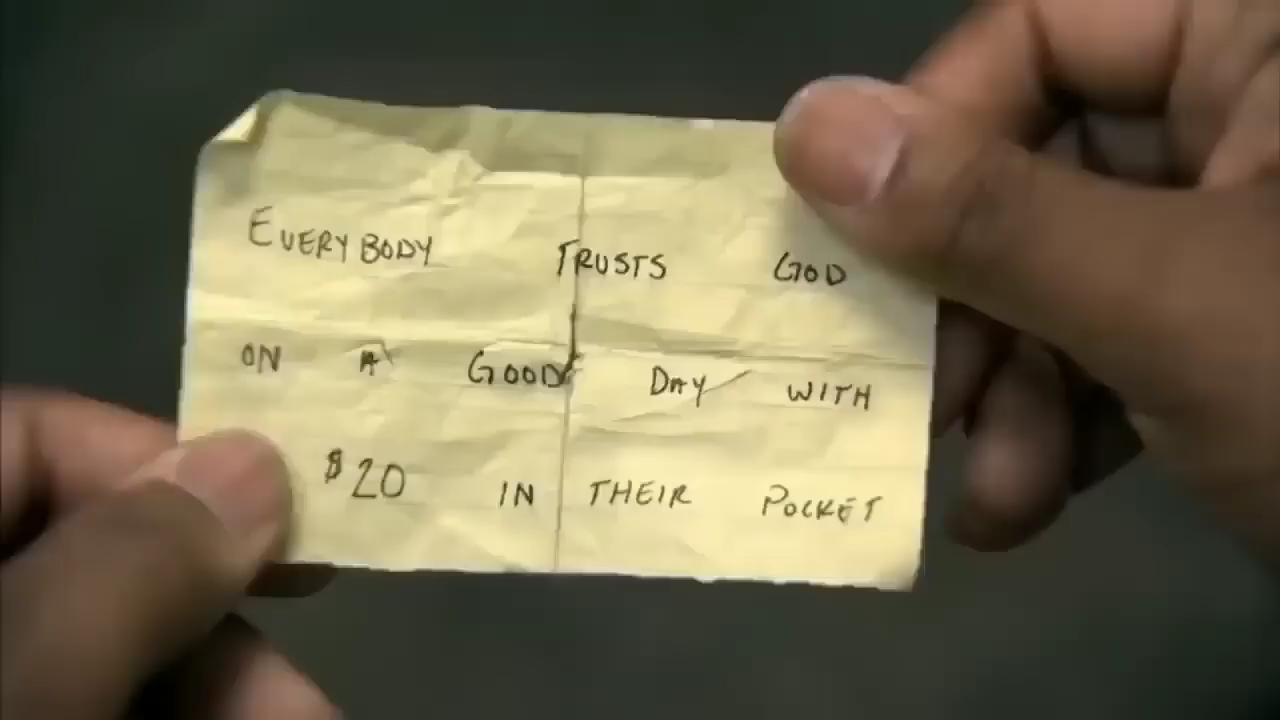 EVERYBODY TRUSTS GOD
ON A GOOD DAY WITH
$20 IN THEIR POCKET